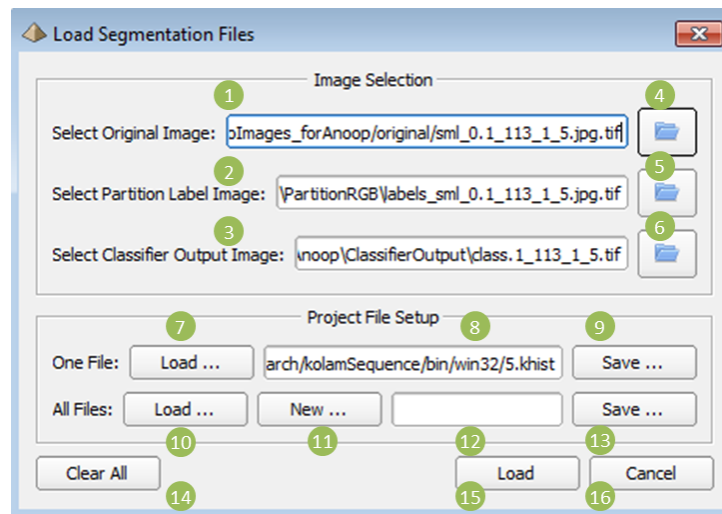 Load Segmentation Files
Image Selection
1 4
Select Original Image: oImages_forAnoop/original/sml_0.1_113_1_5.jpg.tif
2 5
Select Partition Label Image: \PartitionRGB\labels_sml_0.1_113_1_5.jpg.tif
3 6
Select Classifier Output Image: Anoop\ClassifierOutput\class.1_113_1_5.tif
Project File Setup
7 8 9
One File: Load ... arch/kolamSequence/bin/win32/5.khist Save ...
All Files: Load ... New ... Save ...
10 11 12 13
Clear All Load Cancel
14 15 16